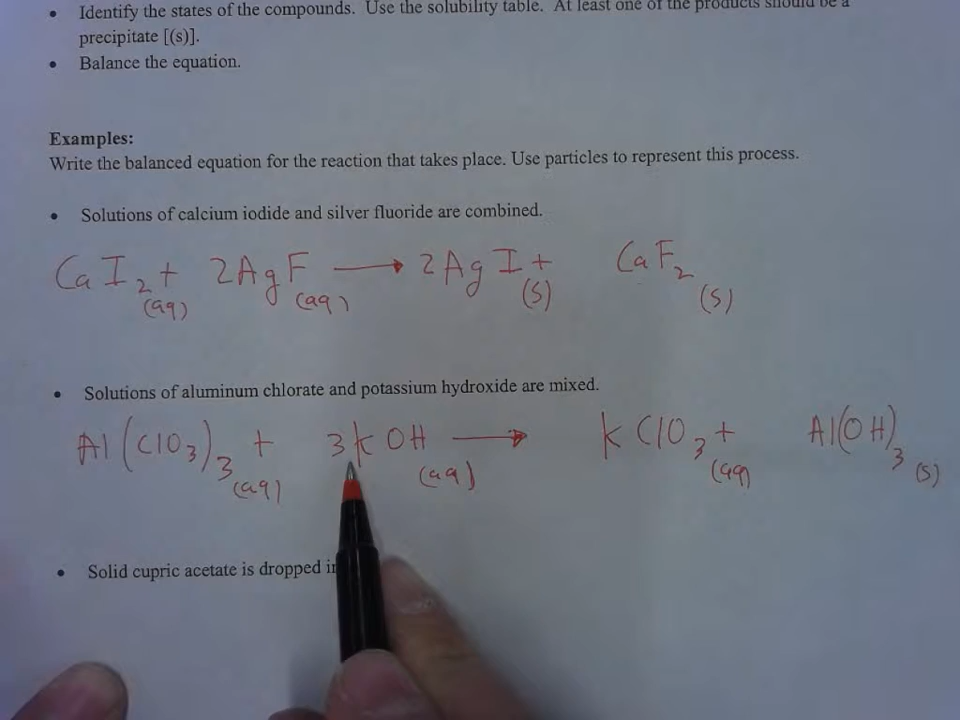 • Identify the states of the compounds. Use the solubility table. At least one of the products should be a
precipitate [(s)].
• Balance the equation.
Examples:
Write the balanced equation for the reaction that takes place. Use particles to represent this process.
• Solutions of calcium iodide and silver fluoride are combined.
CaI₂ (aq) + 2AgF (aq) → 2AgI (s) + CaF₂ (s)
• Solutions of aluminum chlorate and potassium hydroxide are mixed.
Al(ClO₃)₃ (aq) + 3KOH (aq) → KClO₃ (aq) + Al(OH)₃ (s)
• Solid cupric acetate is dropped